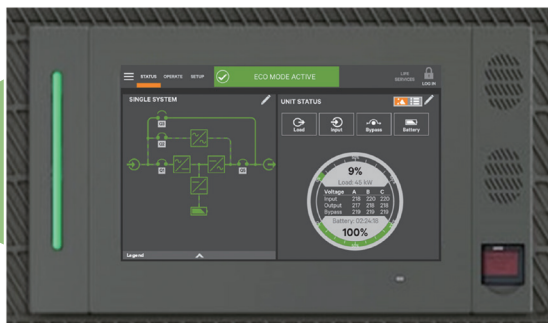 STATUS OPERATE SETUP
ECO MODE ACTIVE
LIFE SERVICES
LOG IN
SINGLE SYSTEM
UNIT STATUS
Load Input Bypass Battery
9%
Load: 45 kW
Voltage A B C
Input 218 220 220
Output 217 219 218
Bypass 219 219 219
Battery: 02:24:16
100%
Legend